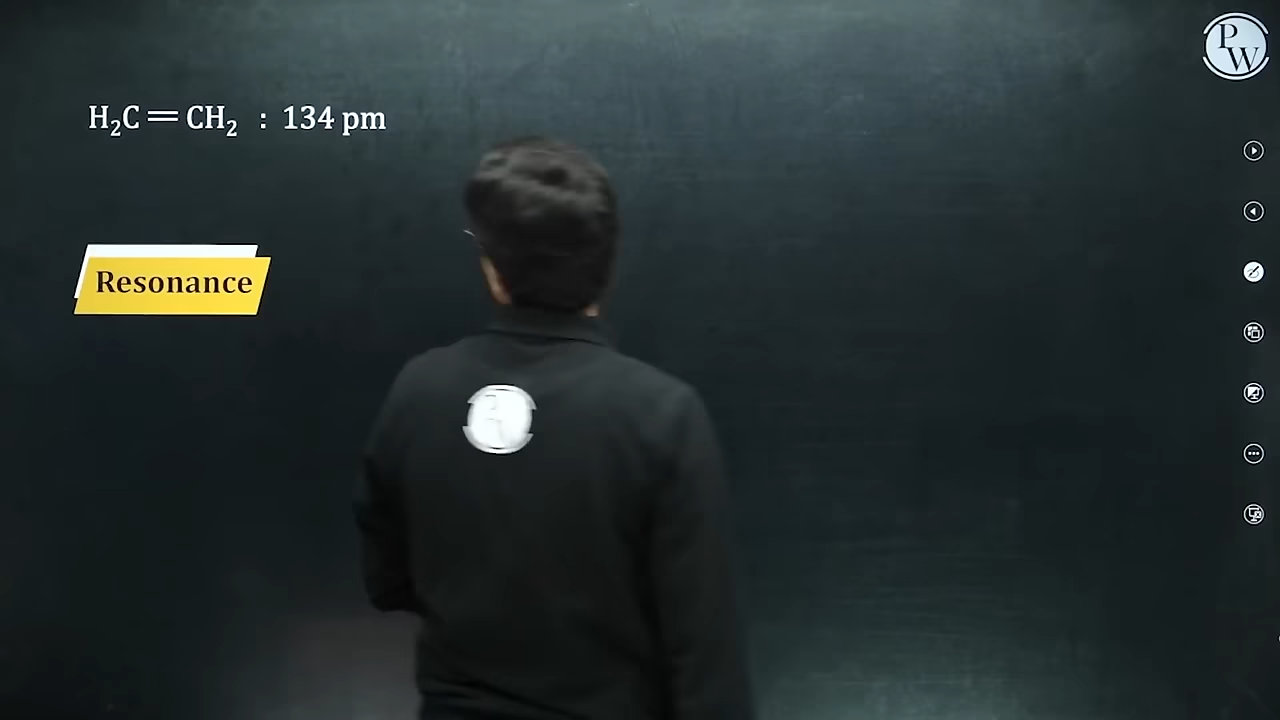 PW
H₂C = CH₂ : 134 pm
Resonance